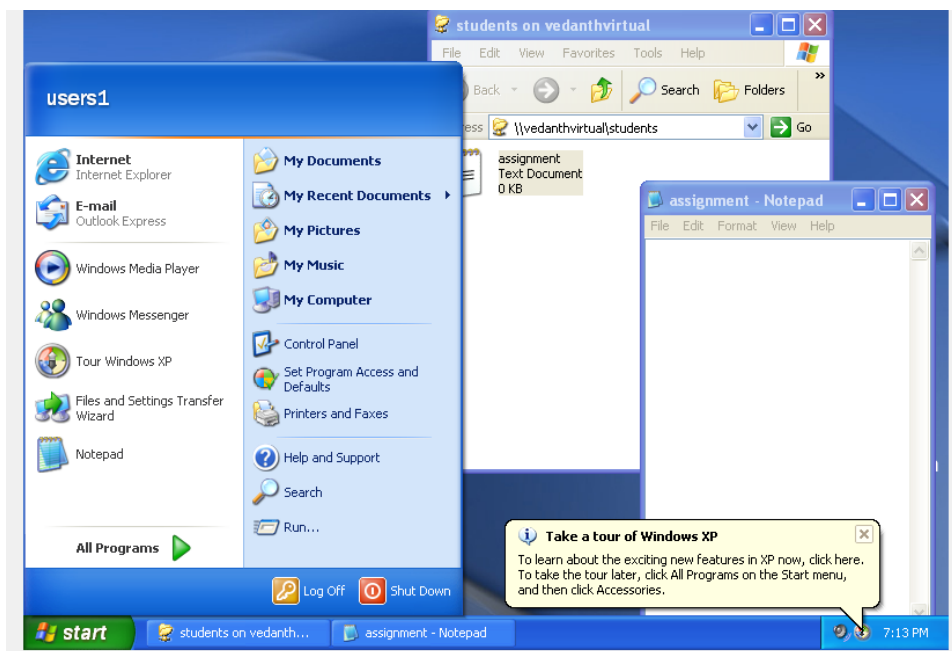 students on vedanthvirtual
File Edit View Favorites Tools Help
Back Search Folders »
ess \\vedanthvirtual\students Go
assignment
Text Document
0 KB
users1
Internet
Internet Explorer
E-mail
Outlook Express
Windows Media Player
Windows Messenger
Tour Windows XP
Files and Settings Transfer
Wizard
Notepad
All Programs
My Documents
My Recent Documents
My Pictures
My Music
My Computer
Control Panel
Set Program Access and
Defaults
Printers and Faxes
Help and Support
Search
Run...
Log Off Shut Down
assignment - Notepad
File Edit Format View Help
Take a tour of Windows XP
To learn about the exciting new features in XP now, click here.
To take the tour later, click All Programs on the Start menu,
and then click Accessories.
start students on vedanth... assignment - Notepad 7:13 PM